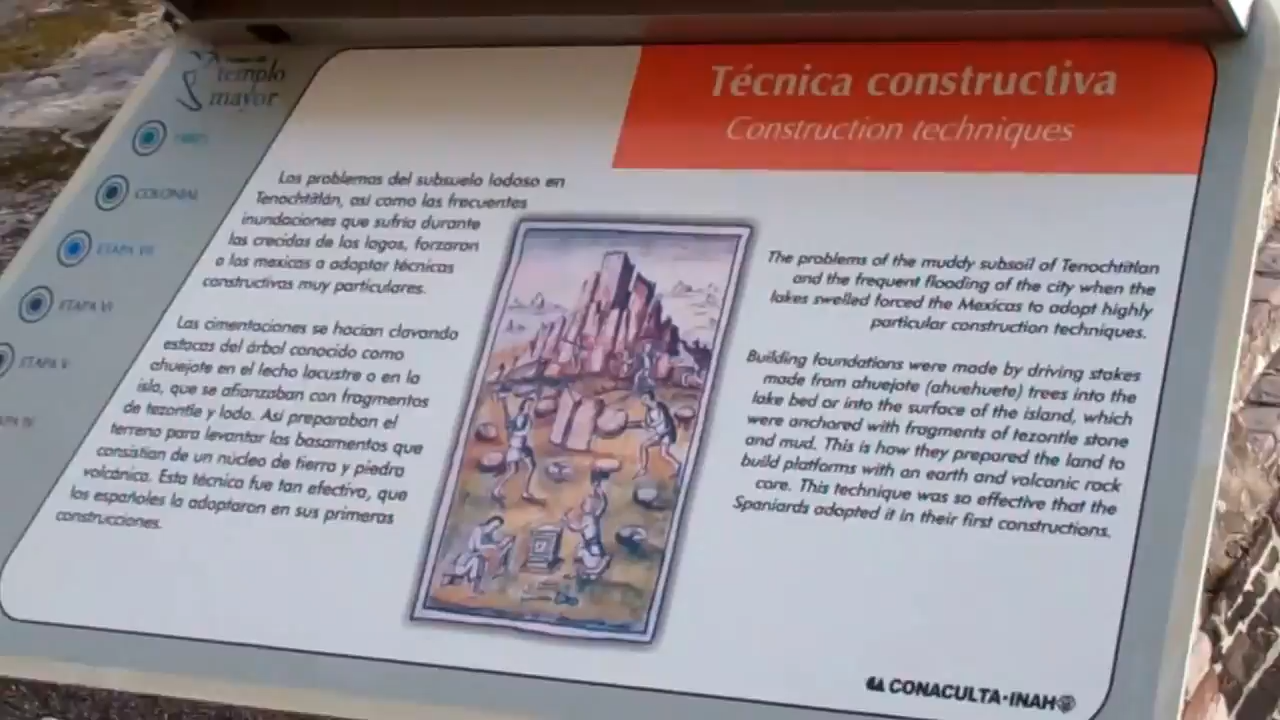 templo
mayor
COLONIAL
ETAPA VII
ETAPA VI
ETAPA V
Técnica constructiva
Construction techniques
Los problemas del subsuelo lodoso en
Tenochtitlán, así como las frecuentes
inundaciones que sufría durante
las crecidas de los lagos, forzaron
a los mexicas a adoptar técnicas
constructivas muy particulares.
Las cimentaciones se hacían clavando
estacas del árbol conocido como
ahuejote en el lecho lacustre o en la
isla, que se afianzaban con fragmentos
de tezontle y lodo. Así preparaban el
terreno para levantar los basamentos que
consistían de un núcleo de tierra y piedra
volcánica. Esta técnica fue tan efectiva, que
los españoles la adoptaron en sus primeras
construcciones.
The problems of the muddy subsoil of Tenochtitlan
and the frequent flooding of the city when the
lakes swelled forced the Mexicas to adopt highly
particular construction techniques.
Building foundations were made by driving stakes
made from ahuejote (ahuehuete) trees into the
lake bed or into the surface of the island, which
were anchored with fragments of tezontle stone
and mud. This is how they prepared the land to
build platforms with an earth and volcanic rock
core. This technique was so effective that the
Spaniards adopted it in their first constructions.
CONACULTA·INAH